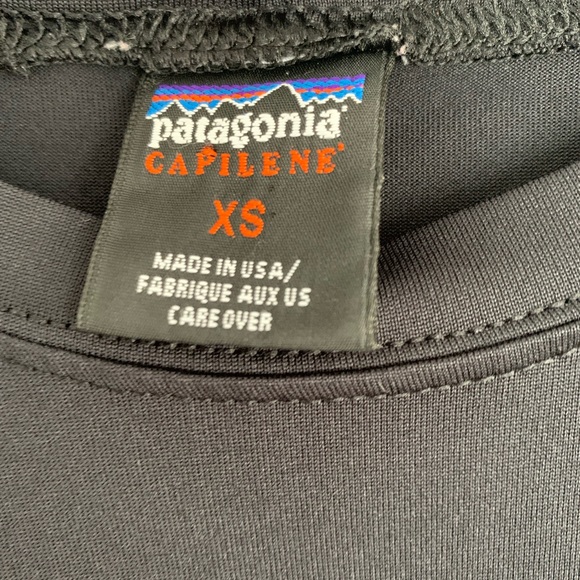 patagonia®
CAPILENE®
XS
MADE IN USA/
FABRIQUE AUX US
CARE OVER